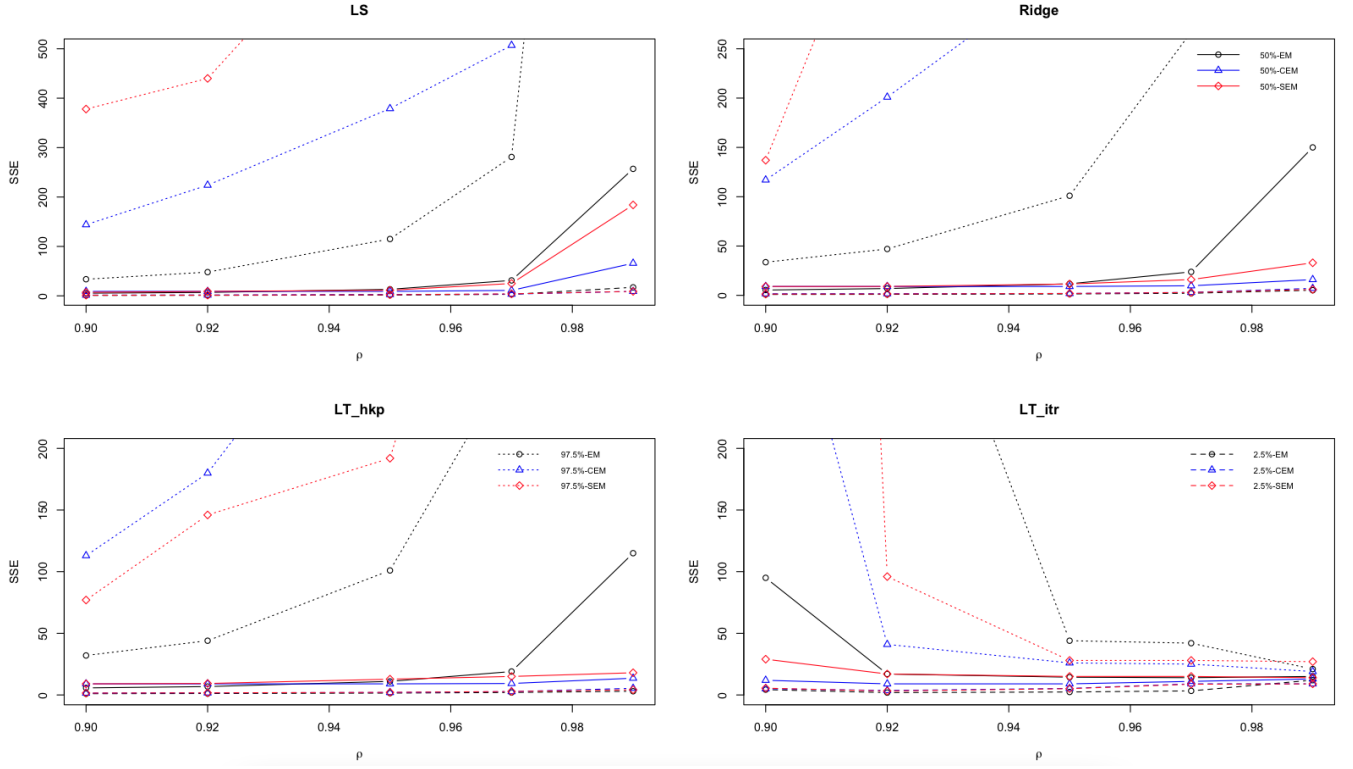 LS
SSE
500
400
300
200
100
0
0.90
0.92
0.94
0.96
0.98
ρ
Ridge
SSE
250
200
150
100
50
0
50%-EM
50%-CEM
50%-SEM
0.90
0.92
0.94
0.96
0.98
ρ
LT_hkp
SSE
200
150
100
50
0
97.5%-EM
97.5%-CEM
97.5%-SEM
0.90
0.92
0.94
0.96
0.98
ρ
LT_itr
SSE
200
150
100
50
0
2.5%-EM
2.5%-CEM
2.5%-SEM
0.90
0.92
0.94
0.96
0.98
ρ